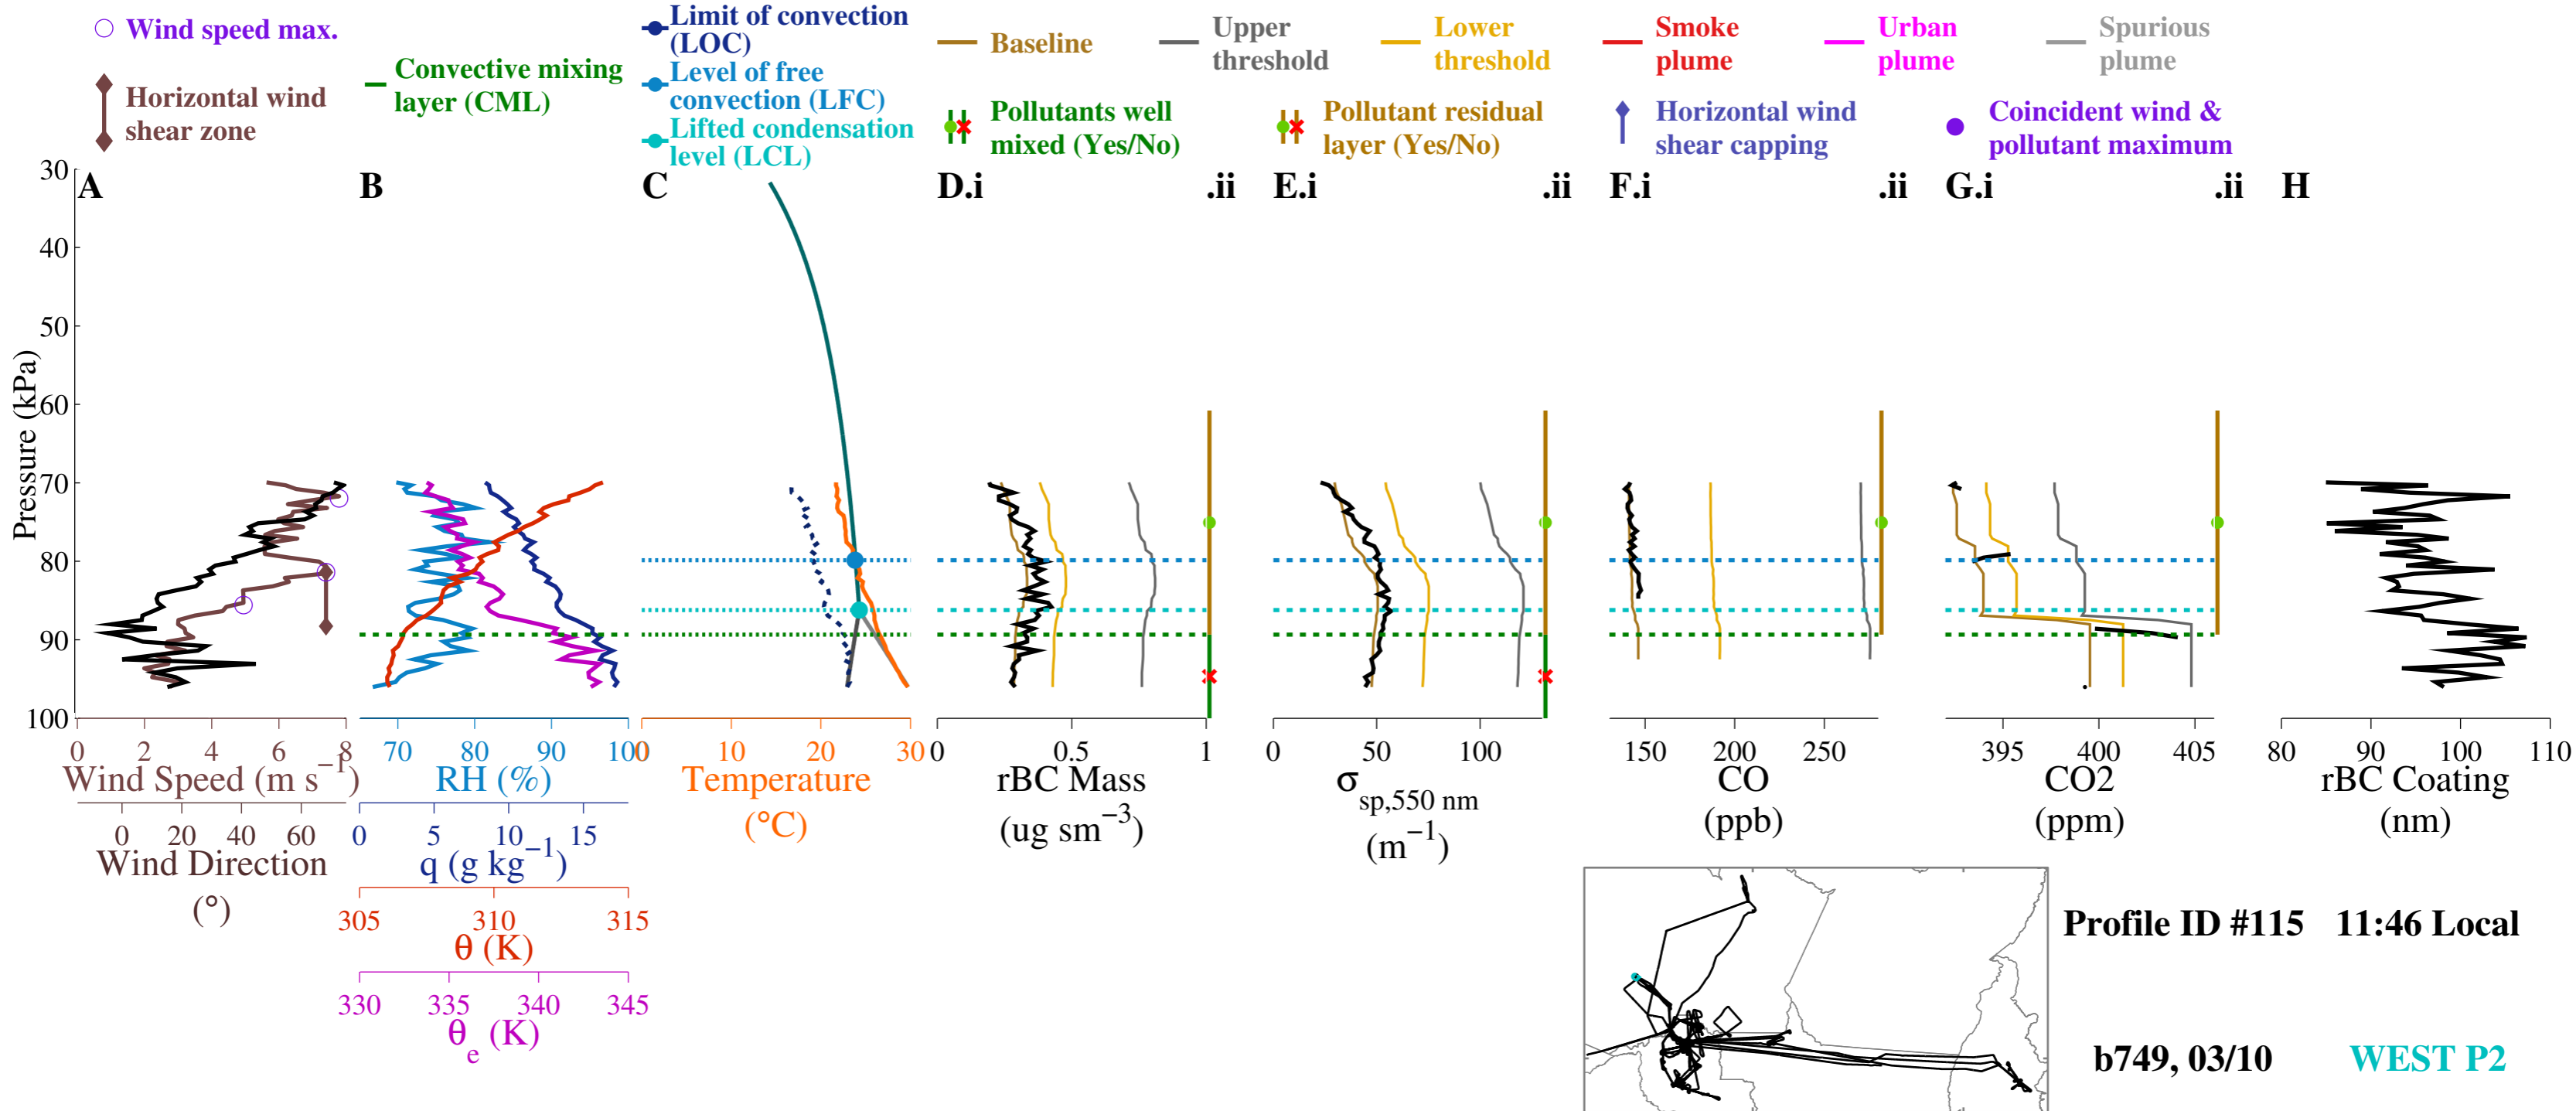 Wind speed max.
Horizontal wind
shear zone
Convective mixing
layer (CML)
Limit of convection
(LOC)
Level of free
convection (LFC)
Lifted condensation
level (LCL)
Baseline
Upper
threshold
Lower
threshold
Smoke
plume
Urban
plume
Spurious
plume
Pollutants well
mixed (Yes/No)
Pollutant residual
layer (Yes/No)
Horizontal wind
shear capping
Coincident wind &
pollutant maximum
A
B
C
D.i
.ii
E.i
.ii
F.i
.ii
G.i
.ii
H
Pressure (kPa)
30
40
50
60
70
80
90
100
0 2 4 6 8
Wind Speed (m s⁻¹)
0 20 40 60
Wind Direction
(°)
70 80 90 100
RH (%)
0 5 10 15
q (g kg⁻¹)
305 310 315
θ (K)
330 335 340 345
θe (K)
0 10 20 30
Temperature
(°C)
0 0.5 1
rBC Mass
(ug sm⁻³)
0 50 100
σsp,550 nm
(m⁻¹)
150 200 250
CO
(ppb)
395 400 405
CO2
(ppm)
80 90 100 110
rBC Coating
(nm)
Profile ID #115 11:46 Local
b749, 03/10 WEST P2